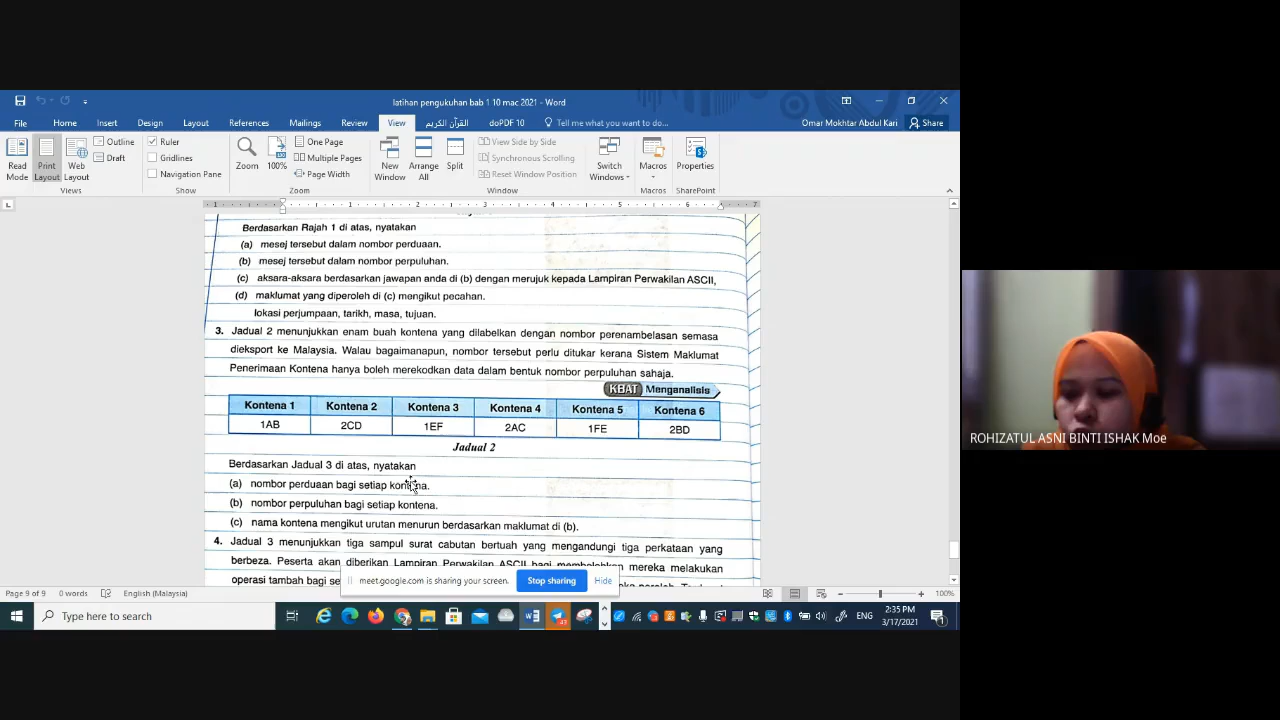 latihan pengukuhan bab 1 10 mac 2021 - Word
File Home Insert Design Layout References Mailings Review View القرآن الكريم doPDF 10 Tell me what you want to do... Omar Mokhtar Abdul Kari Share
Read Mode
Print Layout
Web Layout
Outline
Draft
Views
Ruler
Gridlines
Navigation Pane
Show
Zoom
100%
One Page
Multiple Pages
Page Width
Zoom
New Window
Arrange All
Split
View Side by Side
Synchronous Scrolling
Reset Window Position
Window
Switch Windows
Macros
Macros
Properties
SharePoint
Berdasarkan Rajah 1 di atas, nyatakan
(a) mesej tersebut dalam nombor perduaan.
(b) mesej tersebut dalam nombor perpuluhan.
(c) aksara-aksara berdasarkan jawapan anda di (b) dengan merujuk kepada Lampiran Perwakilan ASCII,
(d) maklumat yang diperoleh di (c) mengikut pecahan.
lokasi perjumpaan, tarikh, masa, tujuan.
3. Jadual 2 menunjukkan enam buah kontena yang dilabelkan dengan nombor perenambelasan semasa
dieksport ke Malaysia. Walau bagaimanapun, nombor tersebut perlu ditukar kerana Sistem Maklumat
Penerimaan Kontena hanya boleh merekodkan data dalam bentuk nombor perpuluhan sahaja.
KBAT Menganalisis
Kontena 1 Kontena 2 Kontena 3 Kontena 4 Kontena 5 Kontena 6
1AB 2CD 1EF 2AC 1FE 2BD
Jadual 2
Berdasarkan Jadual 3 di atas, nyatakan
(a) nombor perduaan bagi setiap kontena.
(b) nombor perpuluhan bagi setiap kontena.
(c) nama kontena mengikut urutan menurun berdasarkan maklumat di (b).
4. Jadual 3 menunjukkan tiga sampul surat cabutan bertuah yang mengandungi tiga perkataan yang
berbeza. Peserta akan diberikan Lampiran Perwakilan ASCII bagi membolehkan mereka melakukan
operasi tambah bagi se
meet.google.com is sharing your screen. Stop sharing Hide
Page 9 of 9 0 words English (Malaysia) 100%
Type here to search
ENG
2:35 PM
3/17/2021
ROHIZATUL ASNI BINTI ISHAK Moe